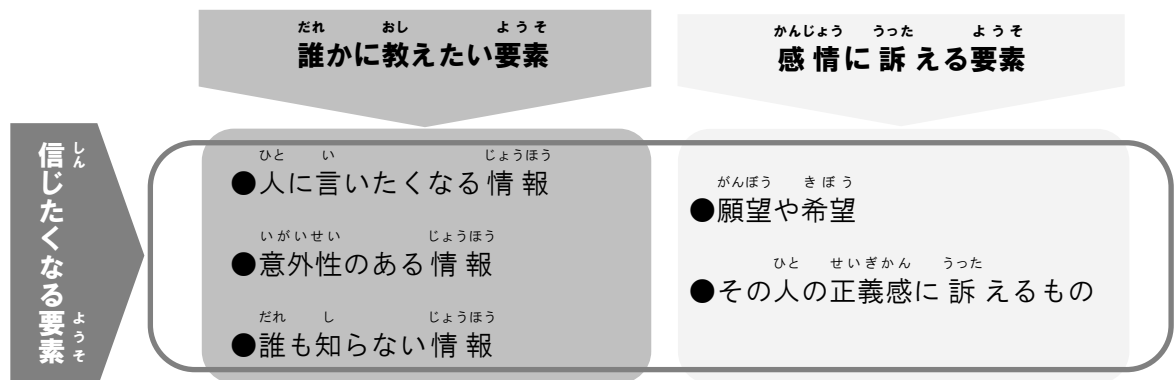 だれ おし ようそ
誰かに教えたい要素
かんじょう うった ようそ
感情に訴える要素
しん ようそ
信じたくなる要素
ひと い じょうほう
●人に言いたくなる情報
いがいせい じょうほう
●意外性のある情報
だれ し じょうほう
●誰も知らない情報
がんぼう きぼう
●願望や希望
ひと せいぎかん うった
●その人の正義感に訴えるもの